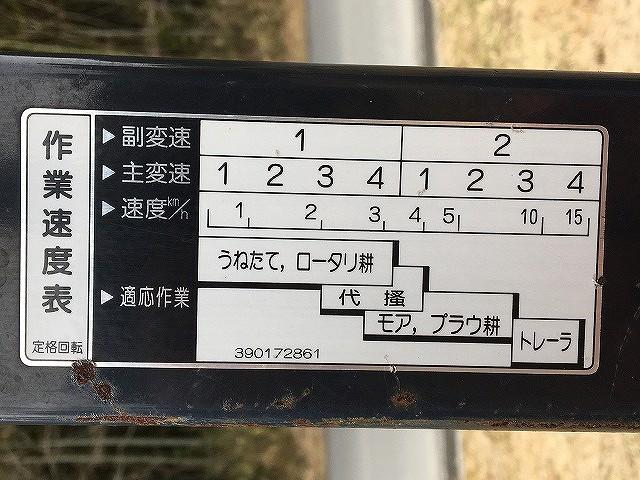 作業速度表
定格回転
▶副変速 1 2
▶主変速 1 2 3 4 1 2 3 4
▶速度km/h 1 2 3 4 5 10 15
▶適応作業
うねたて，ロータリ耕
代 掻
モア，プラウ耕
トレーラ
390172861